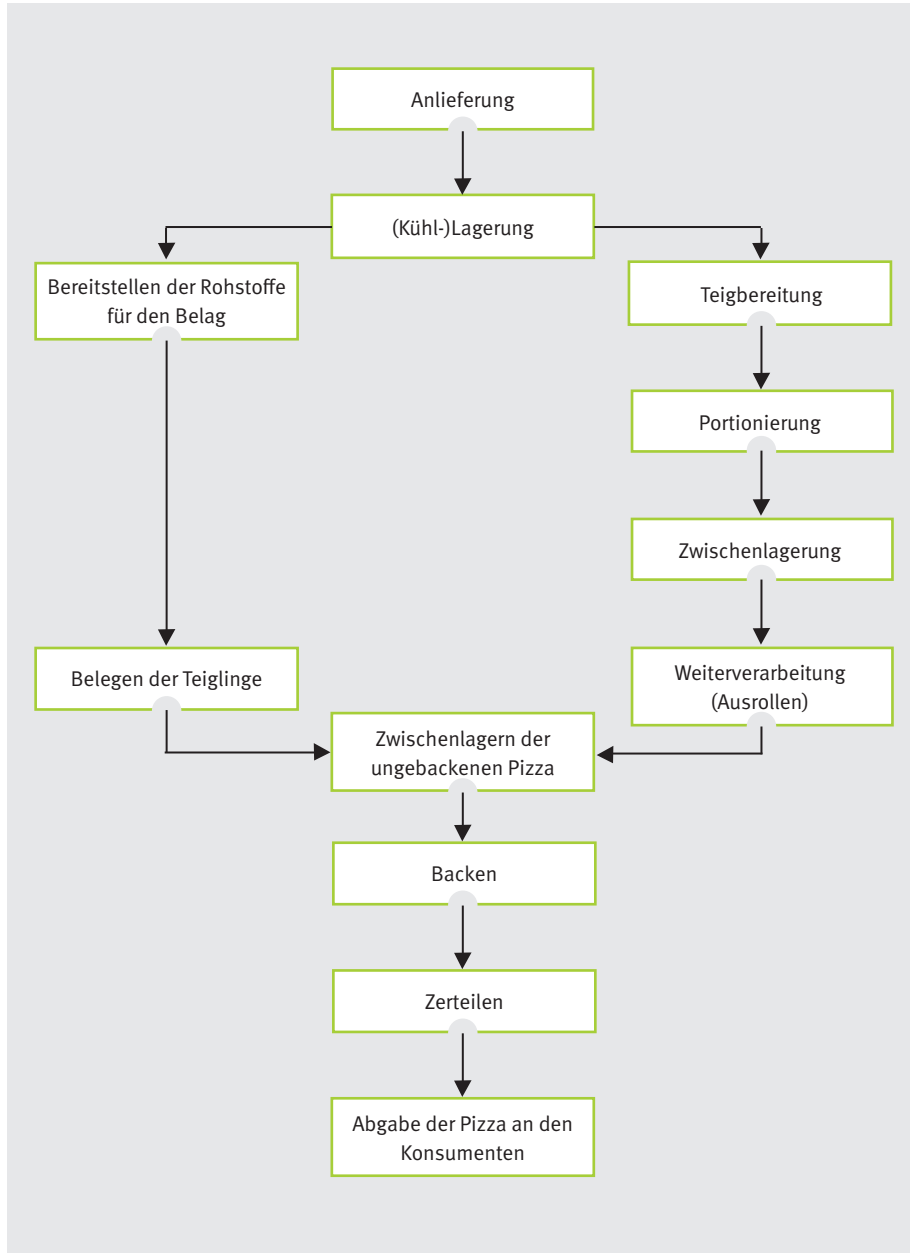 Anlieferung
(Kühl-)Lagerung
Bereitstellen der Rohstoffe
für den Belag
Teigbereitung
Portionierung
Zwischenlagerung
Belegen der Teiglinge
Weiterverarbeitung
(Ausrollen)
Zwischenlagern der
ungebackenen Pizza
Backen
Zerteilen
Abgabe der Pizza an den
Konsumenten